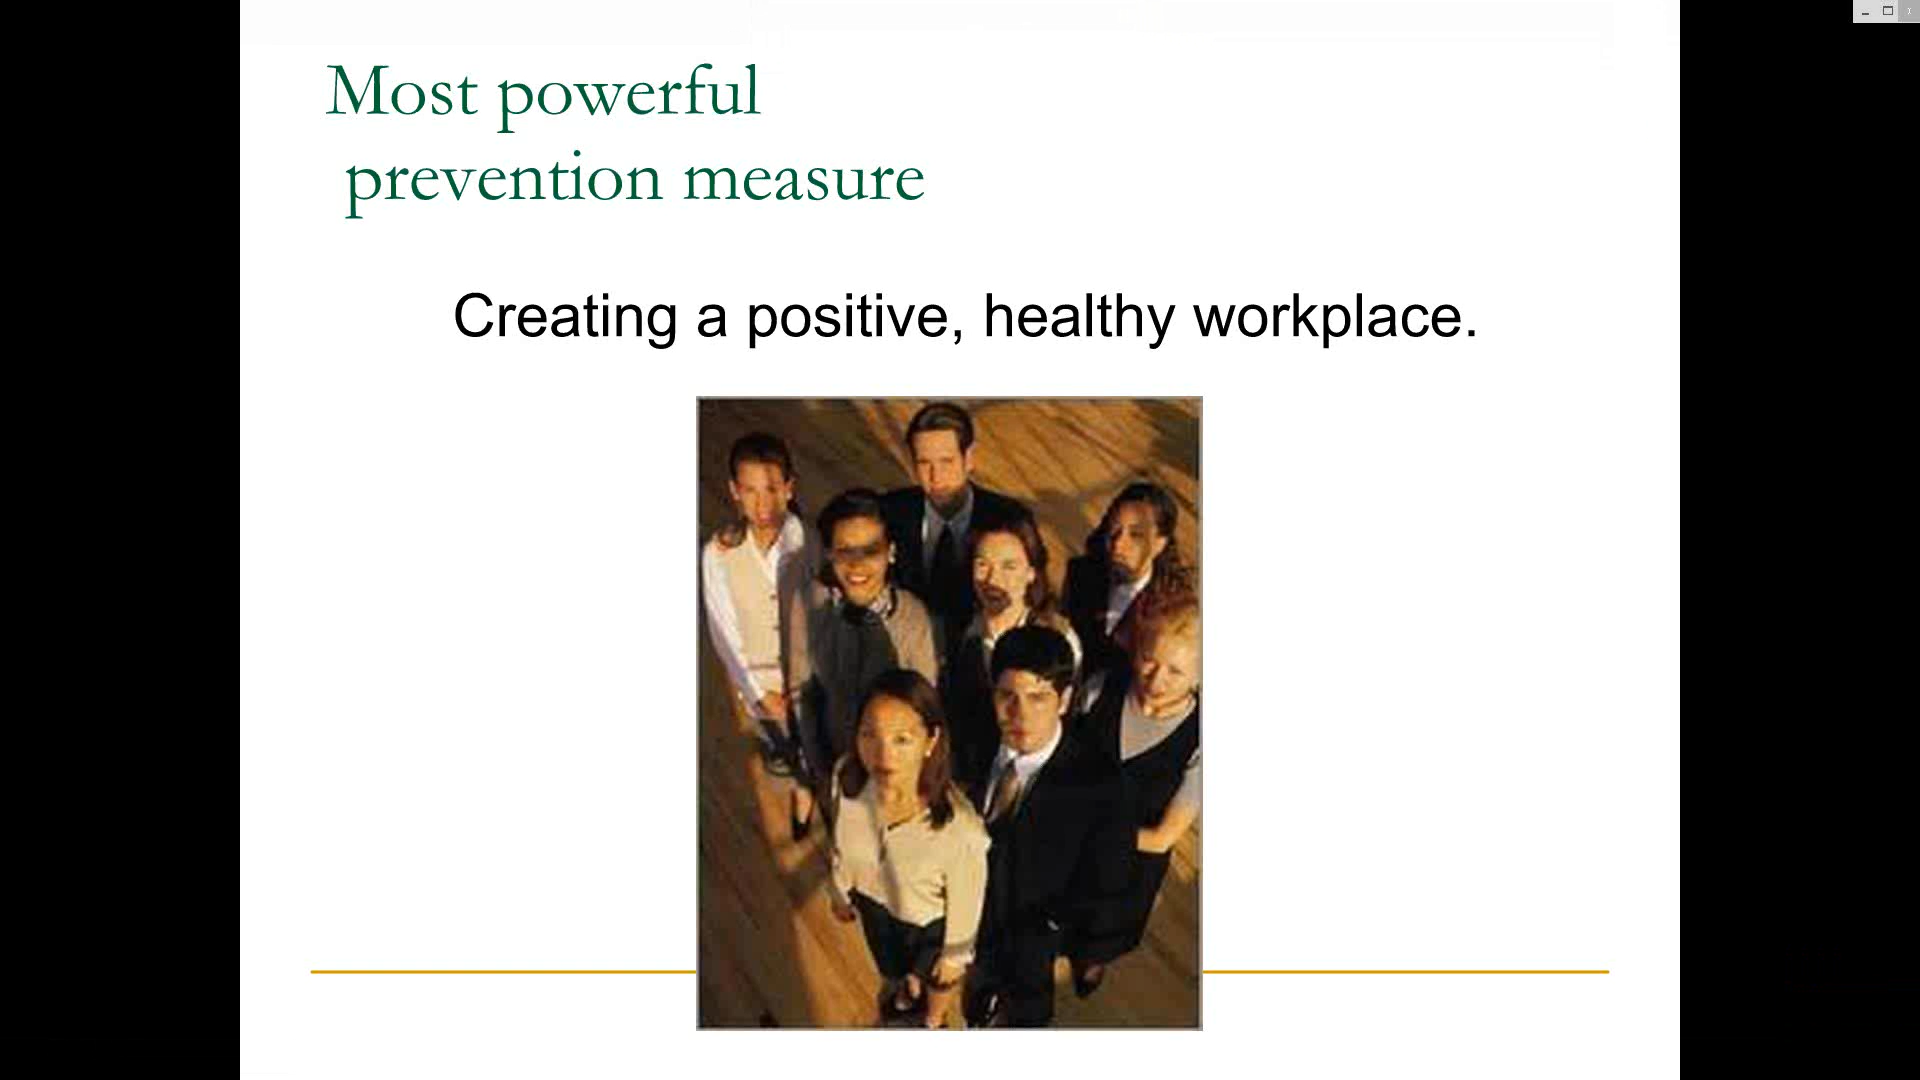 Most powerful
prevention measure
Creating a positive, healthy workplace.